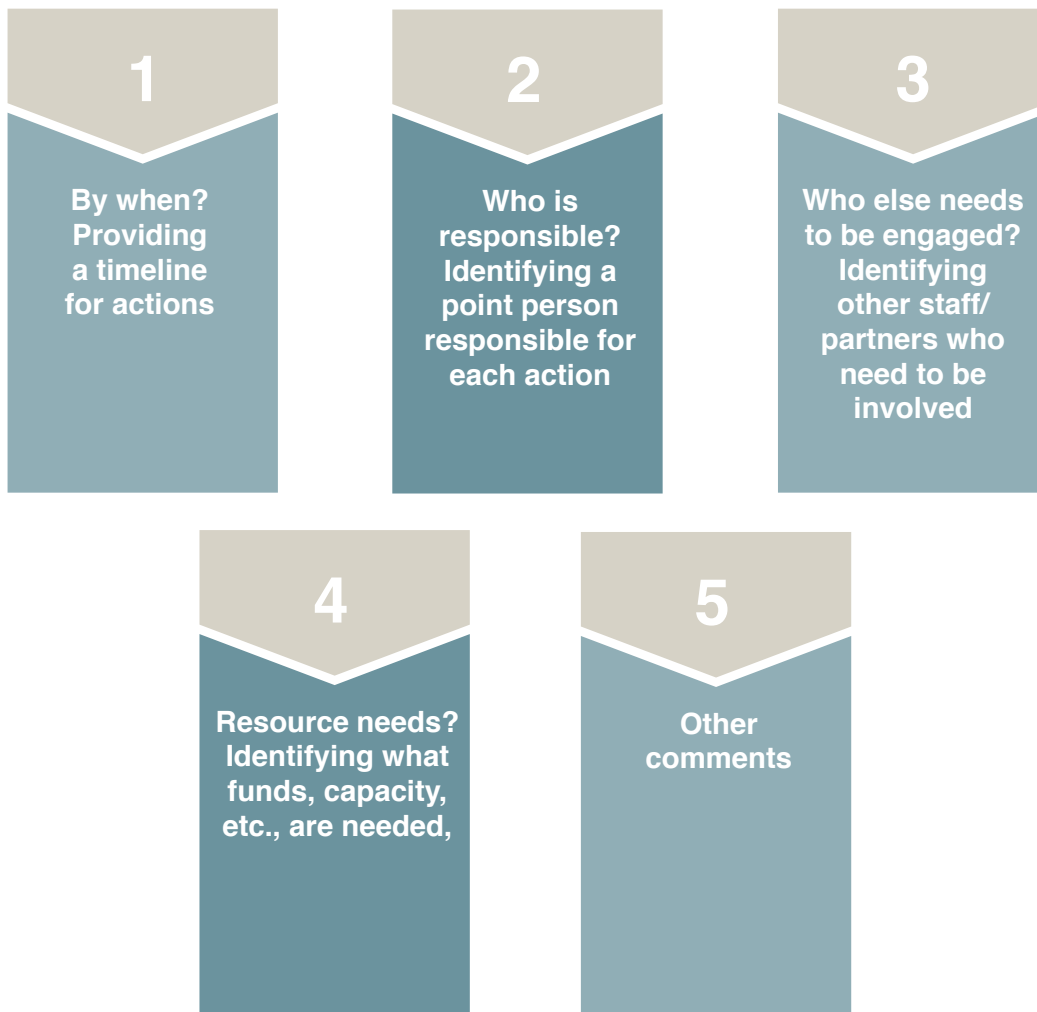 1
By when?
Providing
a timeline
for actions
2
Who is
responsible?
Identifying a
point person
responsible for
each action
3
Who else needs
to be engaged?
Identifying
other staff/
partners who
need to be
involved
4
Resource needs?
Identifying what
funds, capacity,
etc., are needed,
5
Other
comments